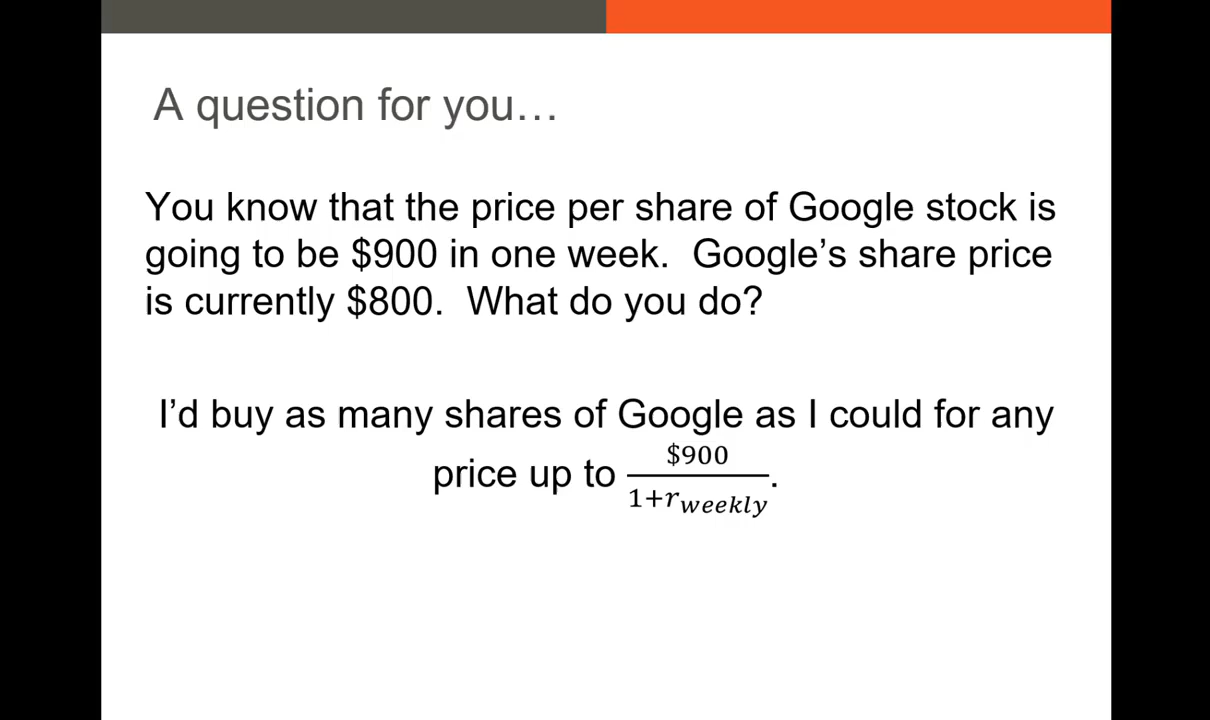 A question for you…
You know that the price per share of Google stock is
going to be $900 in one week.  Google’s share price
is currently $800.  What do you do?
I’d buy as many shares of Google as I could for any
price up to $900/(1+r_weekly).